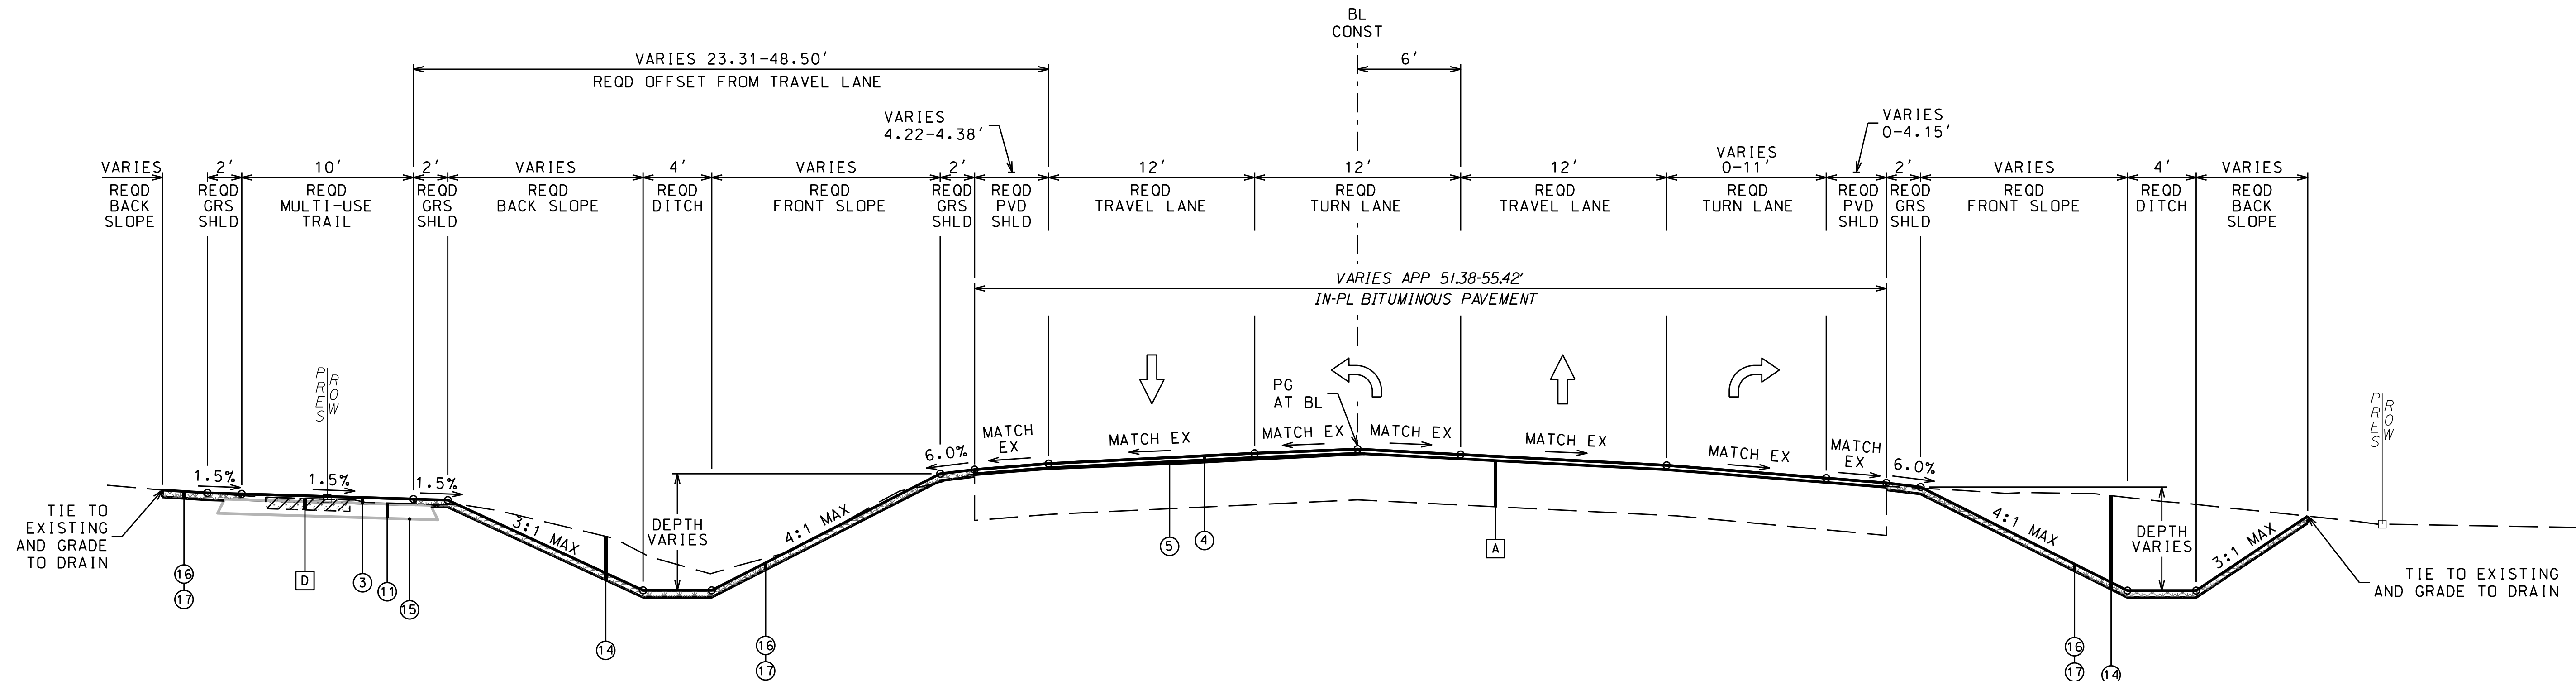 BL
CONST
VARIES 23.31-48.50'
REQD OFFSET FROM TRAVEL LANE
6'
VARIES
4.22-4.38'
VARIES
0-4.15'
VARIES
REQD
BACK
SLOPE
2'
REQD
GRS
SHLD
10'
REQD
MULTI-USE
TRAIL
2'
REQD
GRS
SHLD
VARIES
REQD
BACK SLOPE
4'
REQD
DITCH
VARIES
REQD
FRONT SLOPE
2'
REQD
GRS
SHLD
REQD
PVD
SHLD
12'
REQD
TRAVEL LANE
12'
REQD
TURN LANE
12'
REQD
TRAVEL LANE
VARIES
0-11'
REQD
TURN LANE
REQD
PVD
SHLD
2'
REQD
GRS
SHLD
VARIES
REQD
FRONT SLOPE
4'
REQD
DITCH
VARIES
REQD
BACK
SLOPE
VARIES APP 51.38-55.42'
IN-PL BITUMINOUS PAVEMENT
PRES
ROW
PG
AT BL
PRES
ROW
1.5%
1.5%
1.5%
6.0%
MATCH
EX
MATCH EX
MATCH EX
MATCH EX
MATCH EX
MATCH EX
MATCH
EX
6.0%
TIE TO
EXISTING
AND GRADE
TO DRAIN
3:1 MAX
DEPTH
VARIES
4:1 MAX
4:1 MAX
DEPTH
VARIES
3:1 MAX
TIE TO EXISTING
AND GRADE TO DRAIN
16
17
D
3
11
15
14
16
17
5
4
A
16
17
14